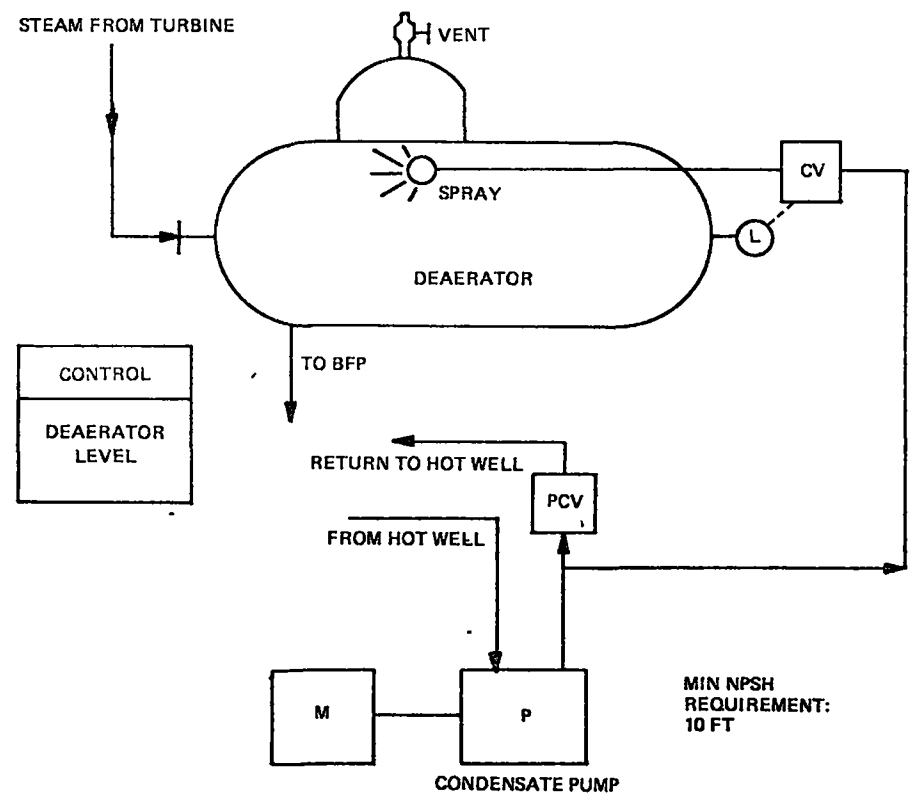 STEAM FROM TURBINE
VENT
CV
SPRAY
L
DEAERATOR
TO BFP
CONTROL
DEAERATOR
LEVEL
RETURN TO HOT WELL
PCV
FROM HOT WELL
M
P
MIN NPSH
REQUIREMENT:
10 FT
CONDENSATE PUMP